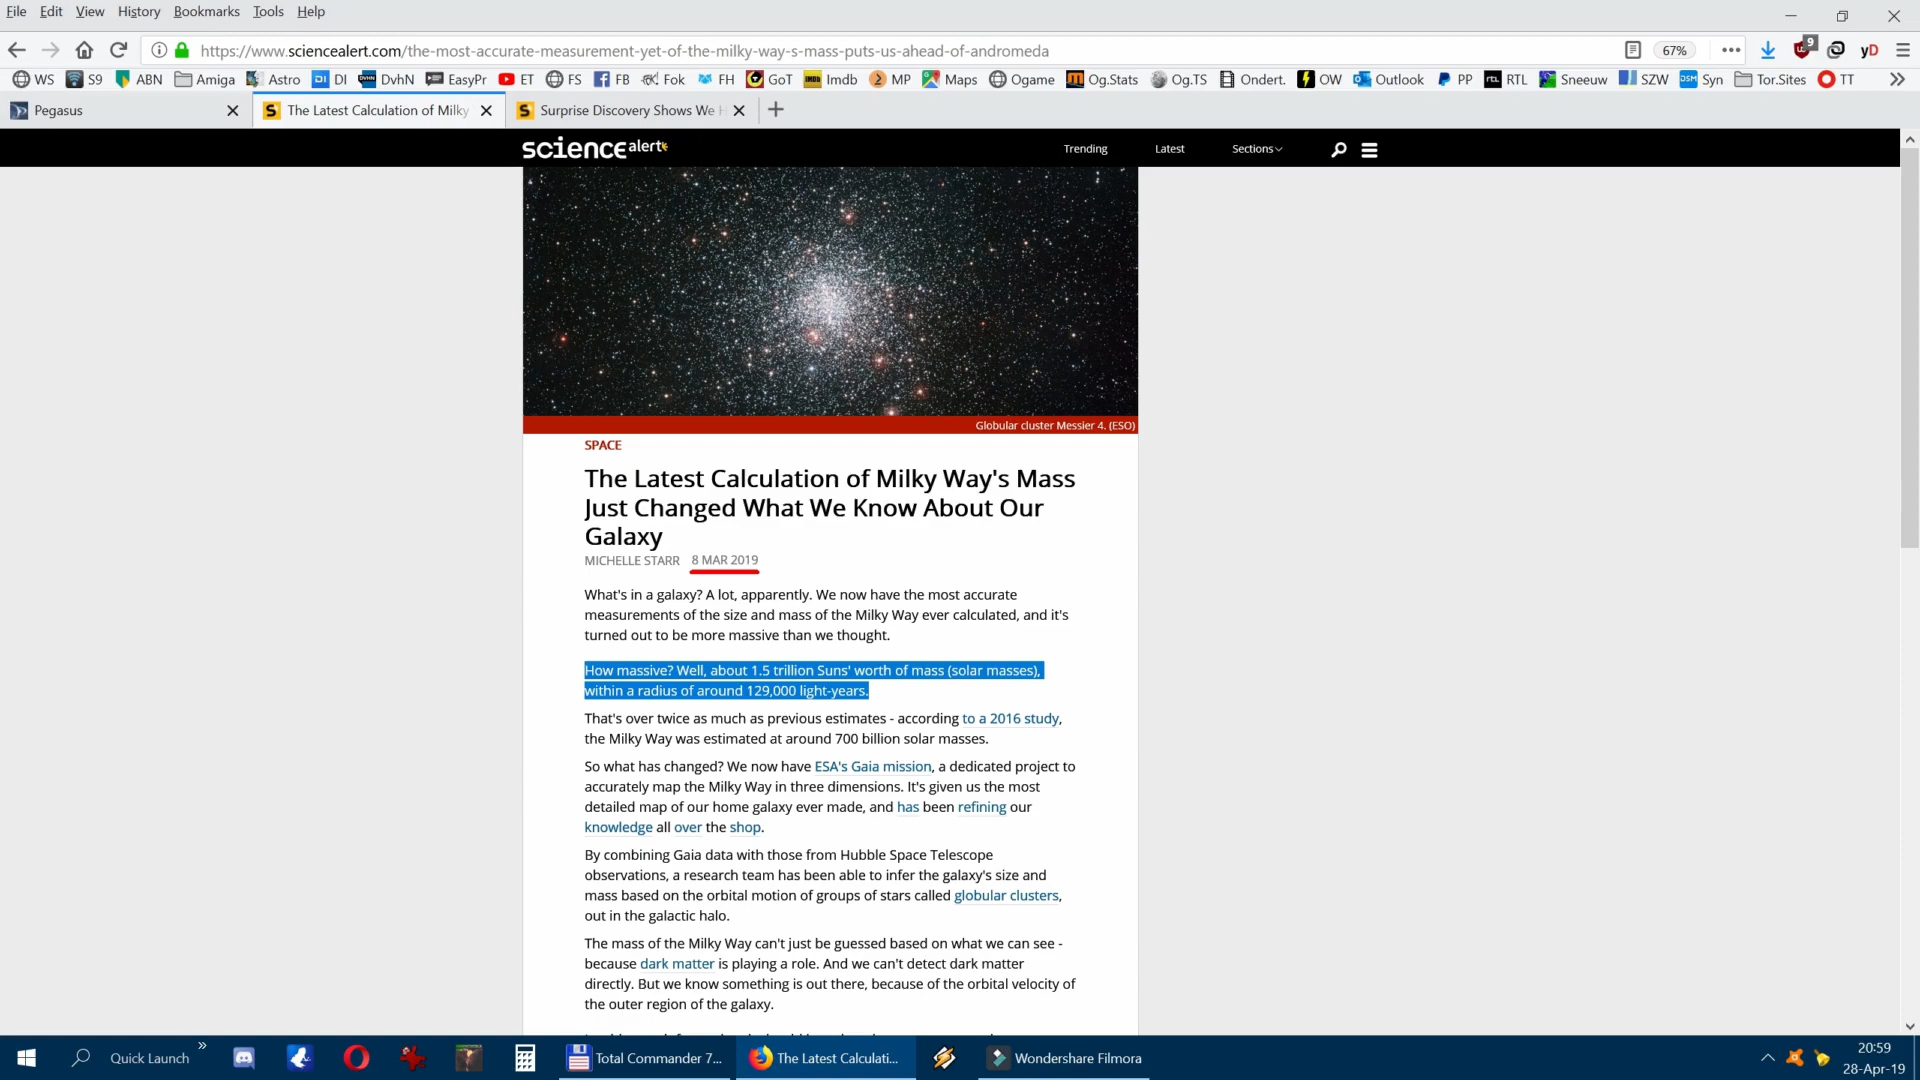 File Edit View History Bookmarks Tools Help
https://www.sciencealert.com/the-most-accurate-measurement-yet-of-the-milky-way-s-mass-puts-us-ahead-of-andromeda 67% 9 yD
WS S9 ABN Amiga Astro DI DvhN EasyPr ET FS FB Fok FH GoT Imdb MP Maps Ogame Og.Stats Og.TS Ondert. OW Outlook PP RTL Sneeuw SZW Syn Tor.Sites TT
Pegasus The Latest Calculation of Milky Surprise Discovery Shows We H
sciencealert Trending Latest Sections
Globular cluster Messier 4. (ESO)
SPACE
The Latest Calculation of Milky Way's Mass
Just Changed What We Know About Our
Galaxy
MICHELLE STARR 8 MAR 2019
What's in a galaxy? A lot, apparently. We now have the most accurate
measurements of the size and mass of the Milky Way ever calculated, and it's
turned out to be more massive than we thought.
How massive? Well, about 1.5 trillion Suns' worth of mass (solar masses),
within a radius of around 129,000 light-years.
That's over twice as much as previous estimates - according to a 2016 study,
the Milky Way was estimated at around 700 billion solar masses.
So what has changed? We now have ESA's Gaia mission, a dedicated project to
accurately map the Milky Way in three dimensions. It's given us the most
detailed map of our home galaxy ever made, and has been refining our
knowledge all over the shop.
By combining Gaia data with those from Hubble Space Telescope
observations, a research team has been able to infer the galaxy's size and
mass based on the orbital motion of groups of stars called globular clusters,
out in the galactic halo.
The mass of the Milky Way can't just be guessed based on what we can see -
because dark matter is playing a role. And we can't detect dark matter
directly. But we know something is out there, because of the orbital velocity of
the outer region of the galaxy.
Quick Launch Total Commander 7... The Latest Calculati... Wondershare Filmora 20:59
28-Apr-19